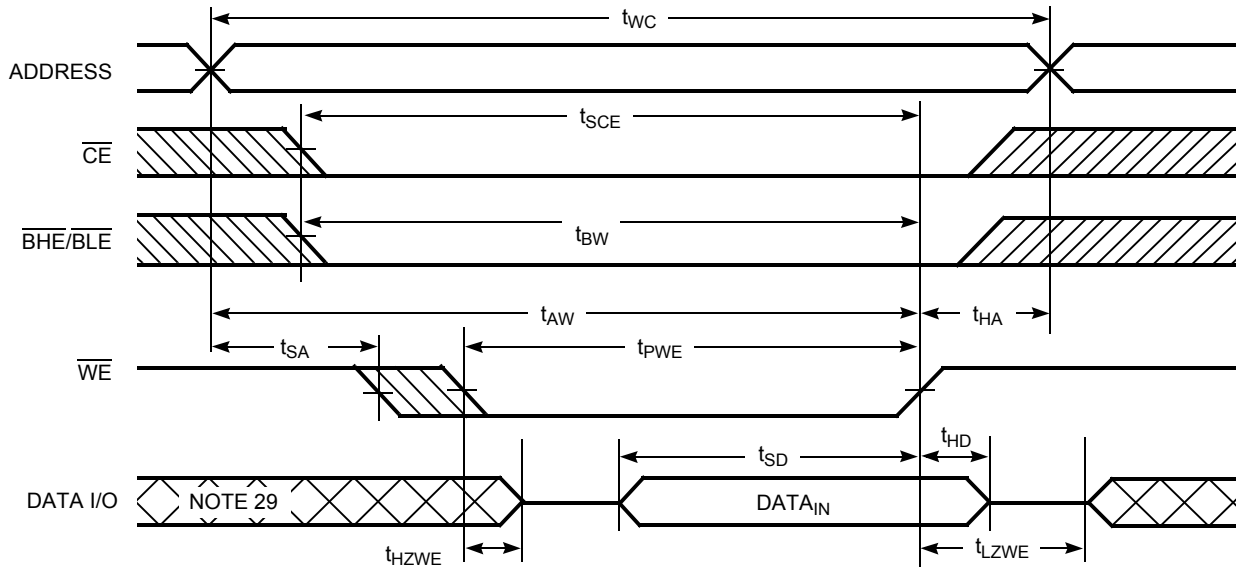 tWC
ADDRESS
tSCE
CE
BHE/BLE
tBW
tAW
tHA
tSA
tPWE
WE
tSD
tHD
DATA I/O
NOTE 29
DATAIN
tHZWE
tLZWE